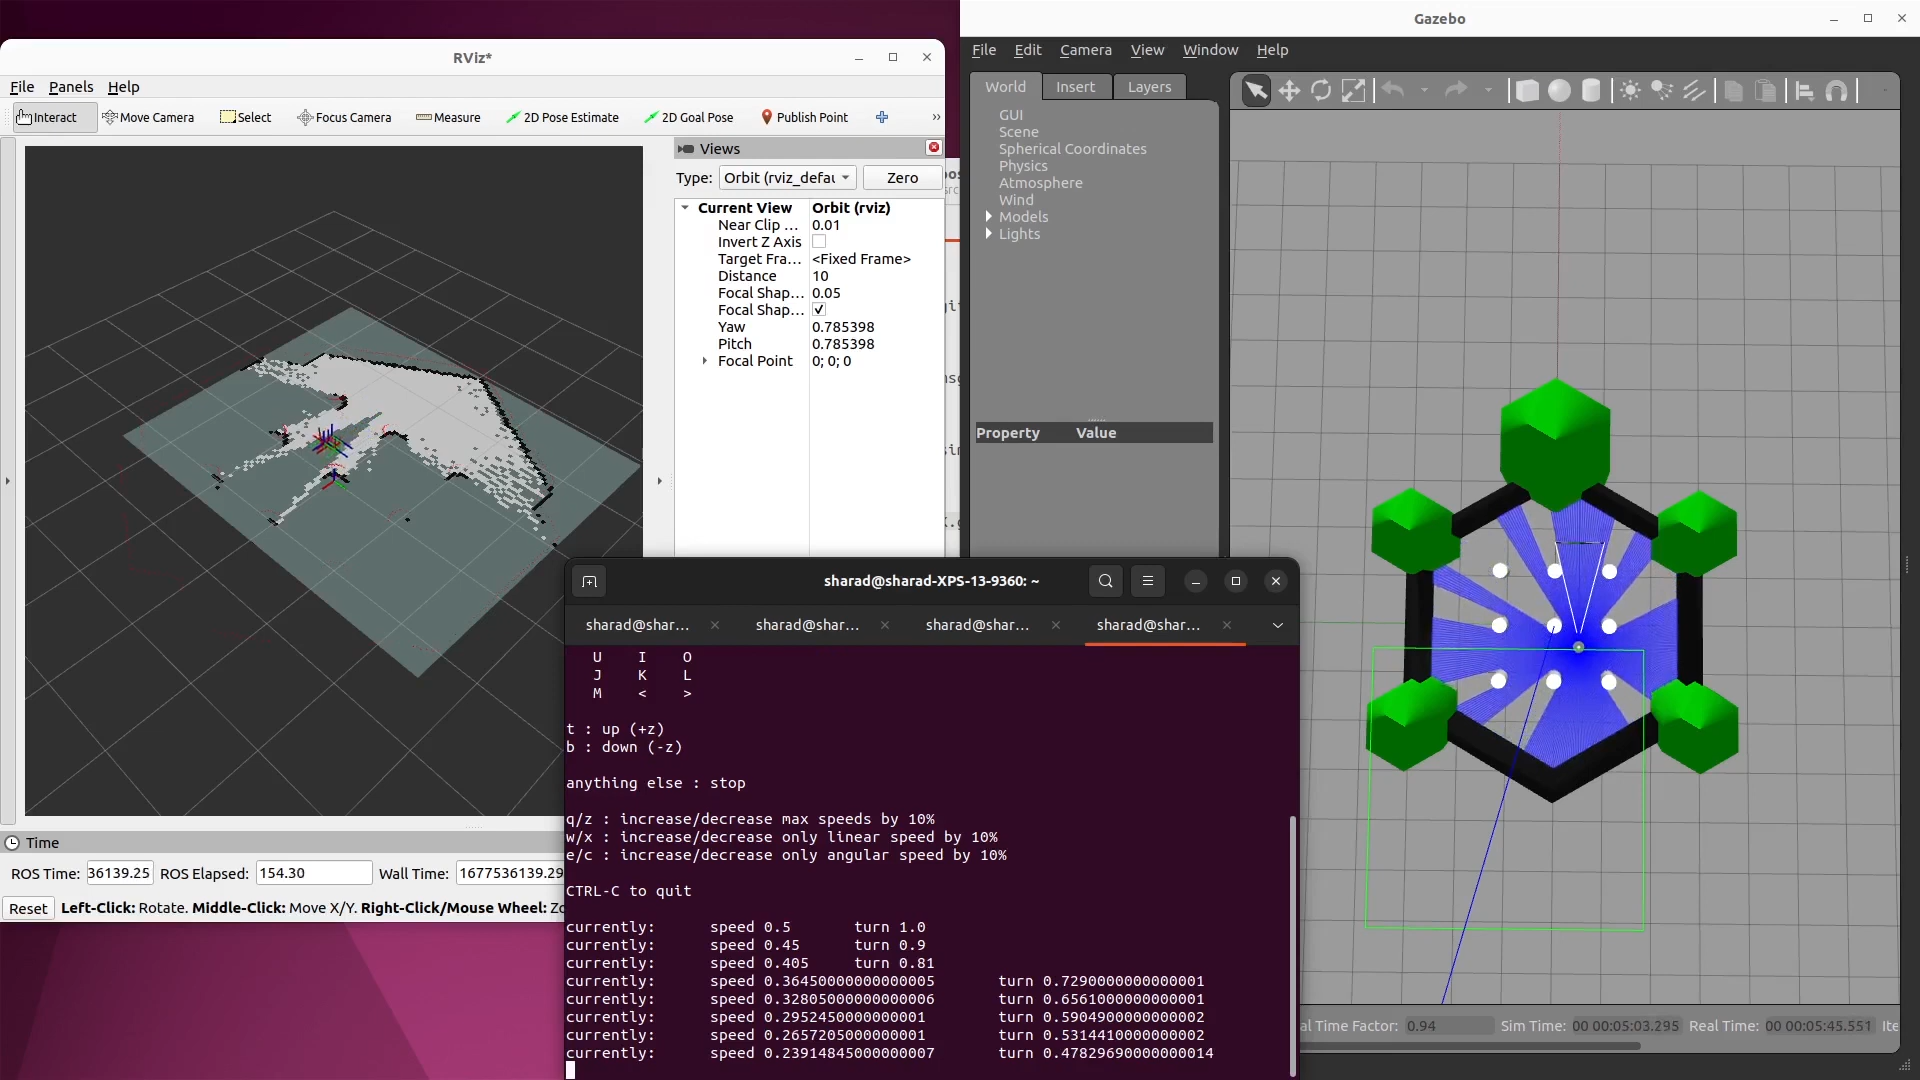 RViz*
File Panels Help
Interact Move Camera Select Focus Camera Measure 2D Pose Estimate 2D Goal Pose Publish Point »
Views
Type: Orbit (rviz_defau Zero
Current View Orbit (rviz)
Near Clip ... 0.01
Invert Z Axis
Target Fra... <Fixed Frame>
Distance 10
Focal Shap... 0.05
Focal Shap...
Yaw 0.785398
Pitch 0.785398
Focal Point 0; 0; 0
Time
ROS Time: 36139.25 ROS Elapsed: 154.30 Wall Time: 1677536139.29
Reset Left-Click: Rotate. Middle-Click: Move X/Y. Right-Click/Mouse Wheel: Zo
Gazebo
File Edit Camera View Window Help
World Insert Layers
GUI
Scene
Spherical Coordinates
Physics
Atmosphere
Wind
Models
Lights
Property Value
al Time Factor: 0.94 Sim Time: 00 00:05:03.295 Real Time: 00 00:05:45.551 Ite
sharad@sharad-XPS-13-9360: ~
sharad@shar... sharad@shar... sharad@shar... sharad@shar...
U I O
J K L
M < >
t : up (+z)
b : down (-z)
anything else : stop
q/z : increase/decrease max speeds by 10%
w/x : increase/decrease only linear speed by 10%
e/c : increase/decrease only angular speed by 10%
CTRL-C to quit
currently: speed 0.5 turn 1.0
currently: speed 0.45 turn 0.9
currently: speed 0.405 turn 0.81
currently: speed 0.36450000000000005 turn 0.7290000000000001
currently: speed 0.32805000000000006 turn 0.6561000000000001
currently: speed 0.2952450000000001 turn 0.5904900000000002
currently: speed 0.2657205000000001 turn 0.5314410000000002
currently: speed 0.23914845000000007 turn 0.47829690000000014